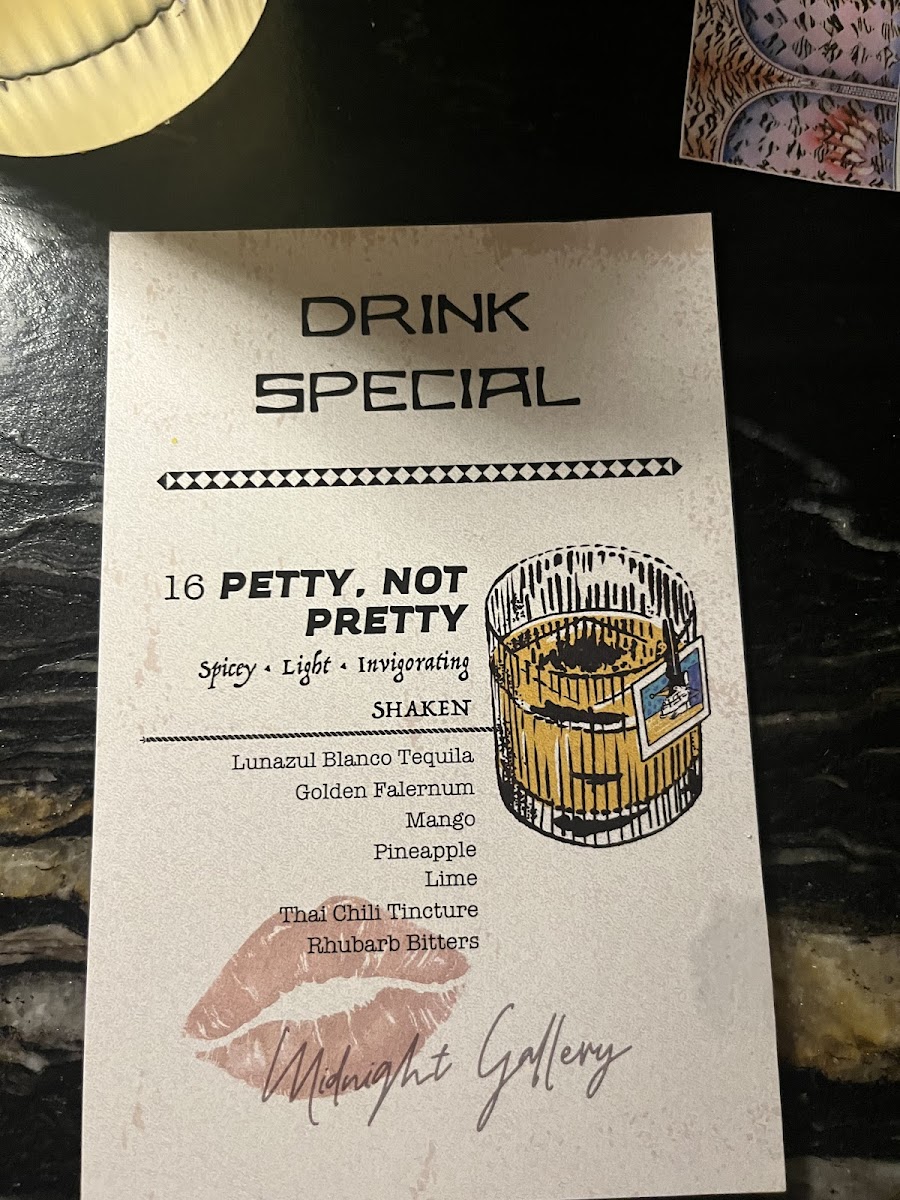 DRINK
SPECIAL
16 PETTY, NOT
PRETTY
Spicey • Light • Invigorating
SHAKEN
Lunazul Blanco Tequila
Golden Falernum
Mango
Pineapple
Lime
Thai Chili Tincture
Rhubarb Bitters
Midnight Gallery